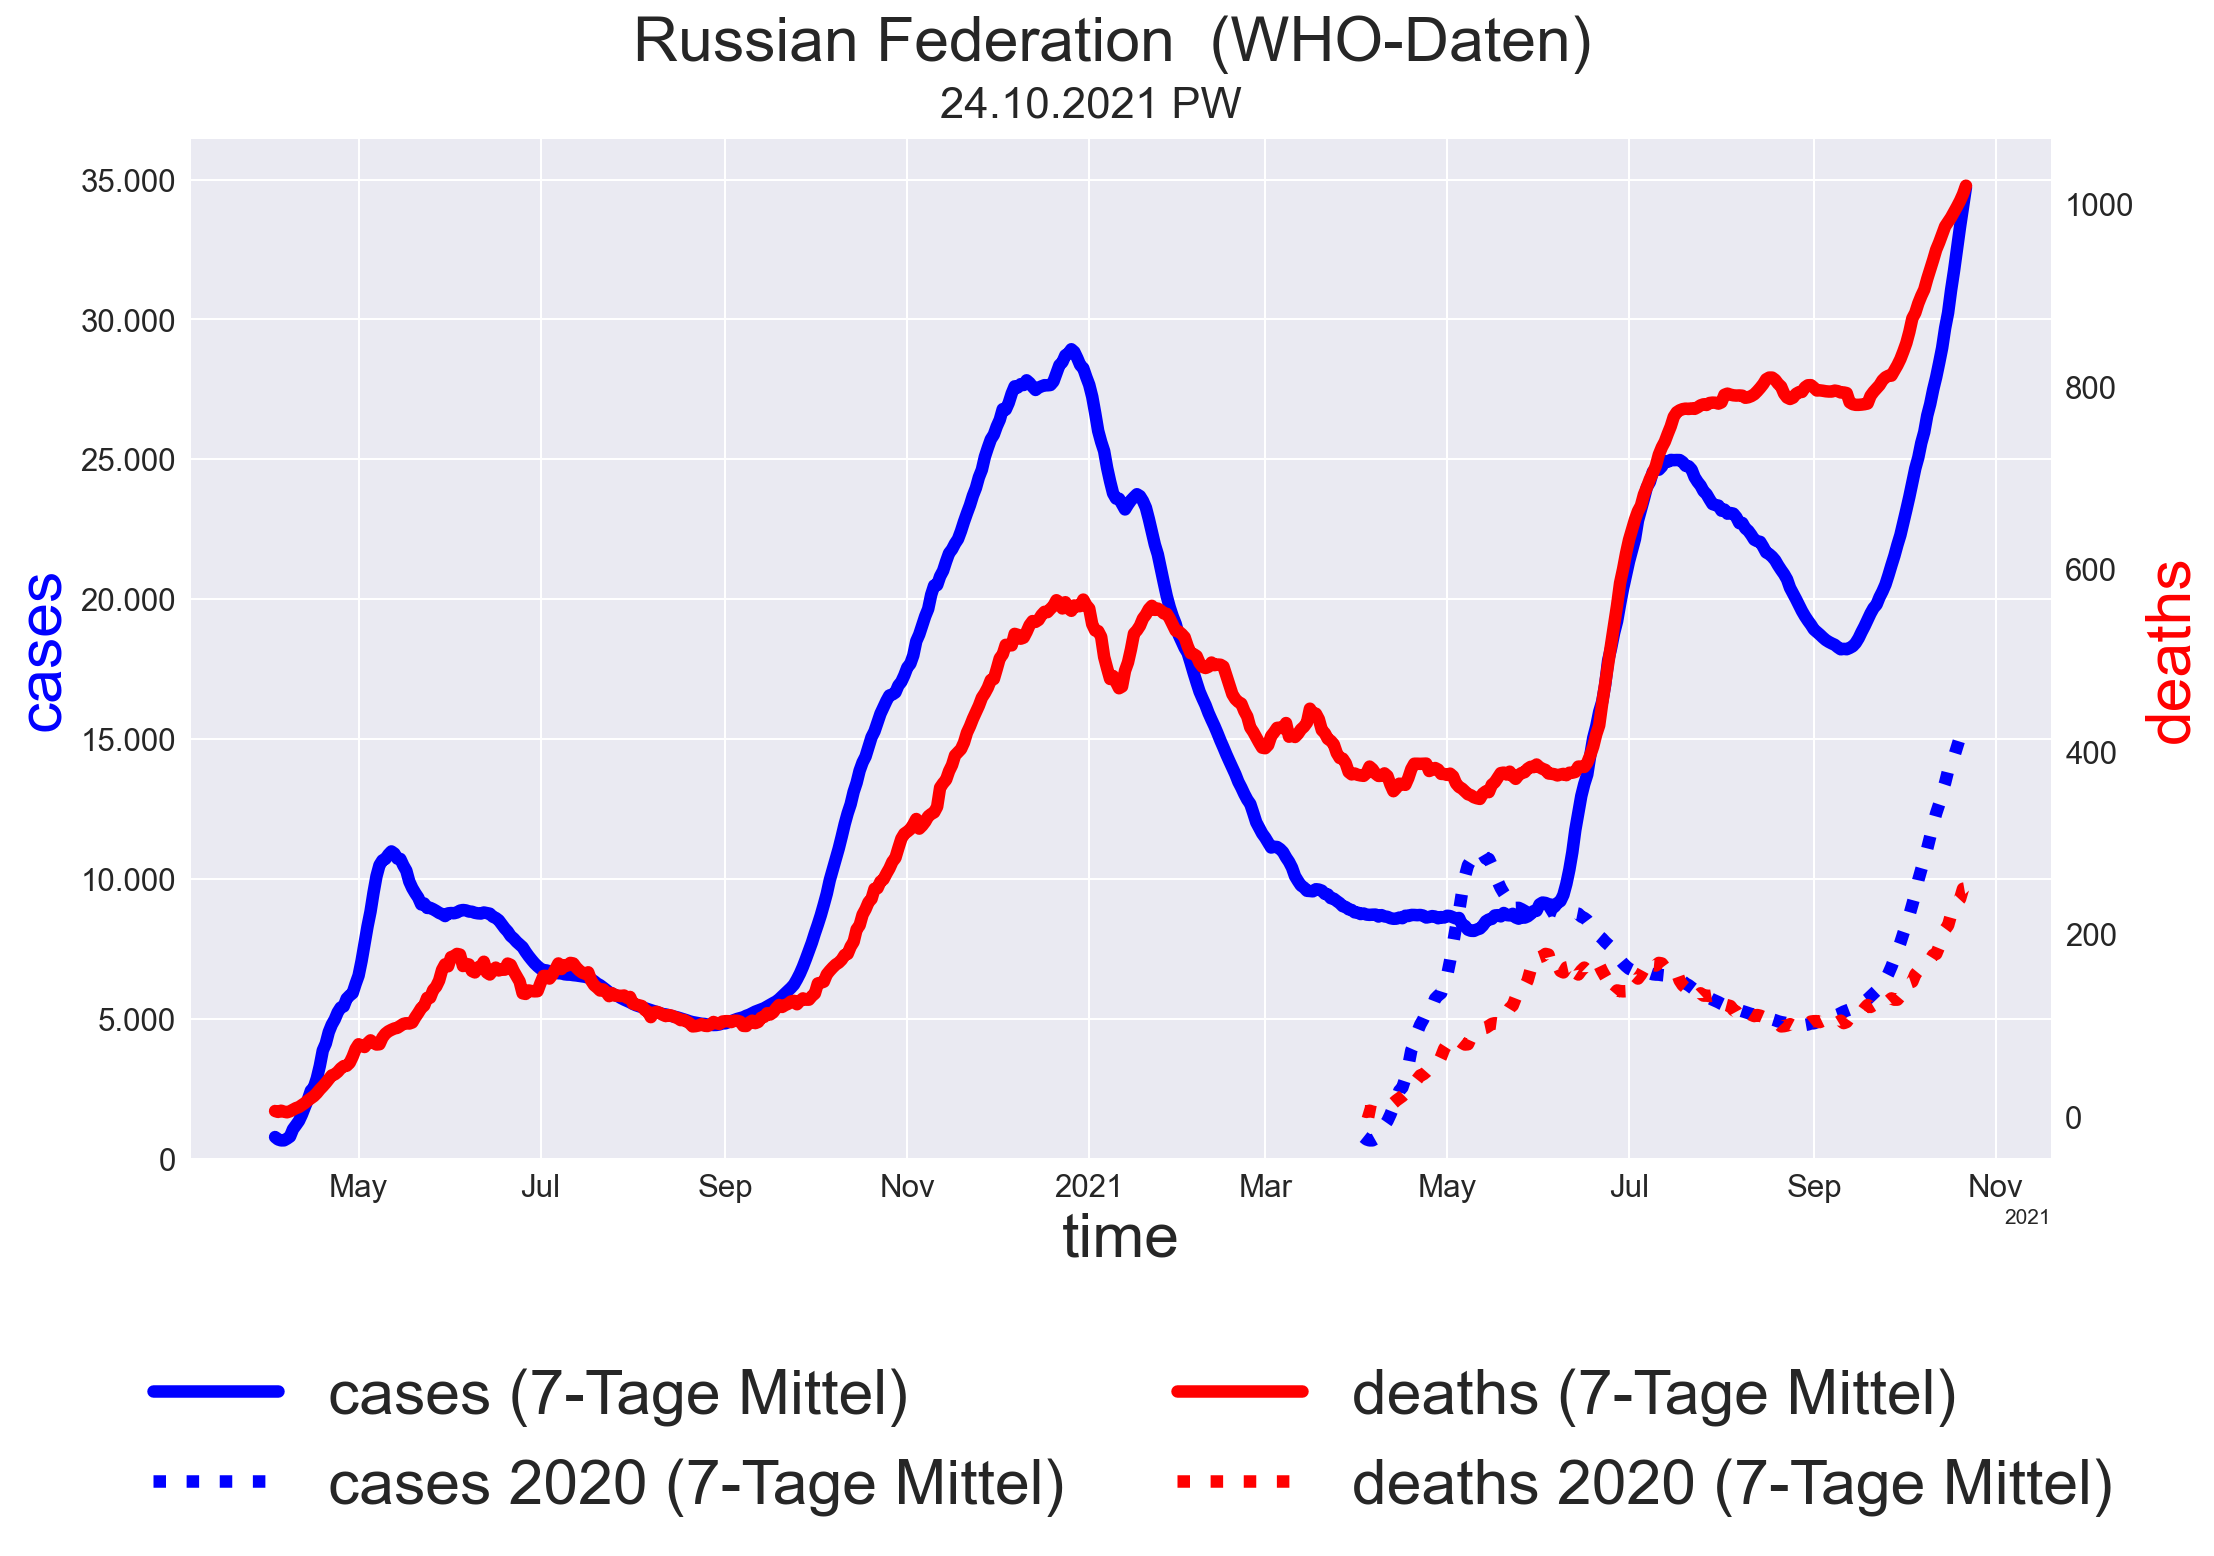 Russian Federation  (WHO-Daten)
24.10.2021 PW
35.000
30.000
25.000
20.000
15.000
10.000
5.000
0
cases
1000
800
600
400
200
0
deaths
May Jul Sep Nov 2021 Mar May Jul Sep Nov
2021
time
cases (7-Tage Mittel)
deaths (7-Tage Mittel)
cases 2020 (7-Tage Mittel)
deaths 2020 (7-Tage Mittel)